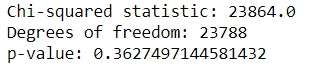 Chi-squared statistic: 23864.0
Degrees of freedom: 23788
p-value: 0.3627497144581432